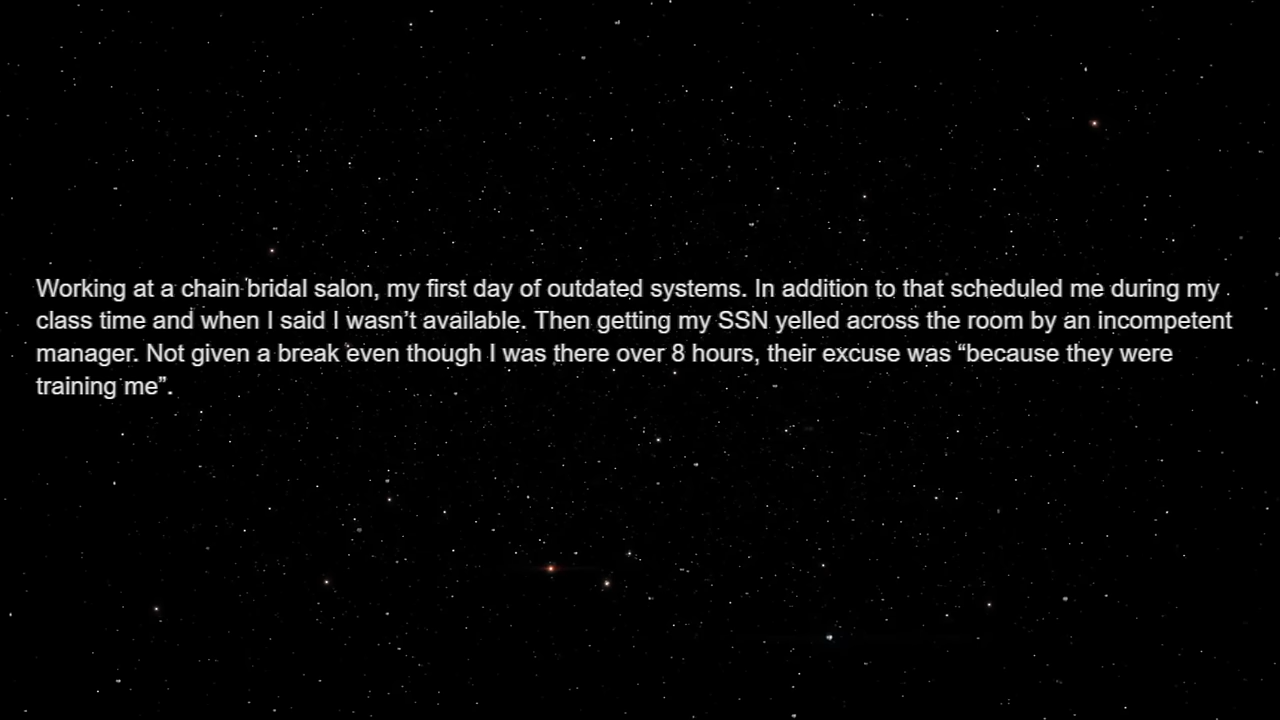 Working at a chain bridal salon, my first day of outdated systems. In addition to that scheduled me during my
class time and when I said I wasn’t available. Then getting my SSN yelled across the room by an incompetent
manager. Not given a break even though I was there over 8 hours, their excuse was “because they were
training me”.